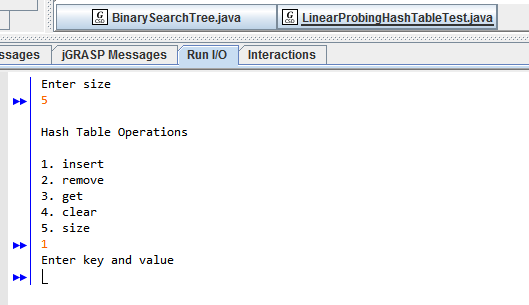 BinarySearchTree.java
LinearProbingHashTableTest.java
ssages
jGRASP Messages
Run I/O
Interactions
Enter size
5
Hash Table Operations
1. insert
2. remove
3. get
4. clear
5. size
1
Enter key and value